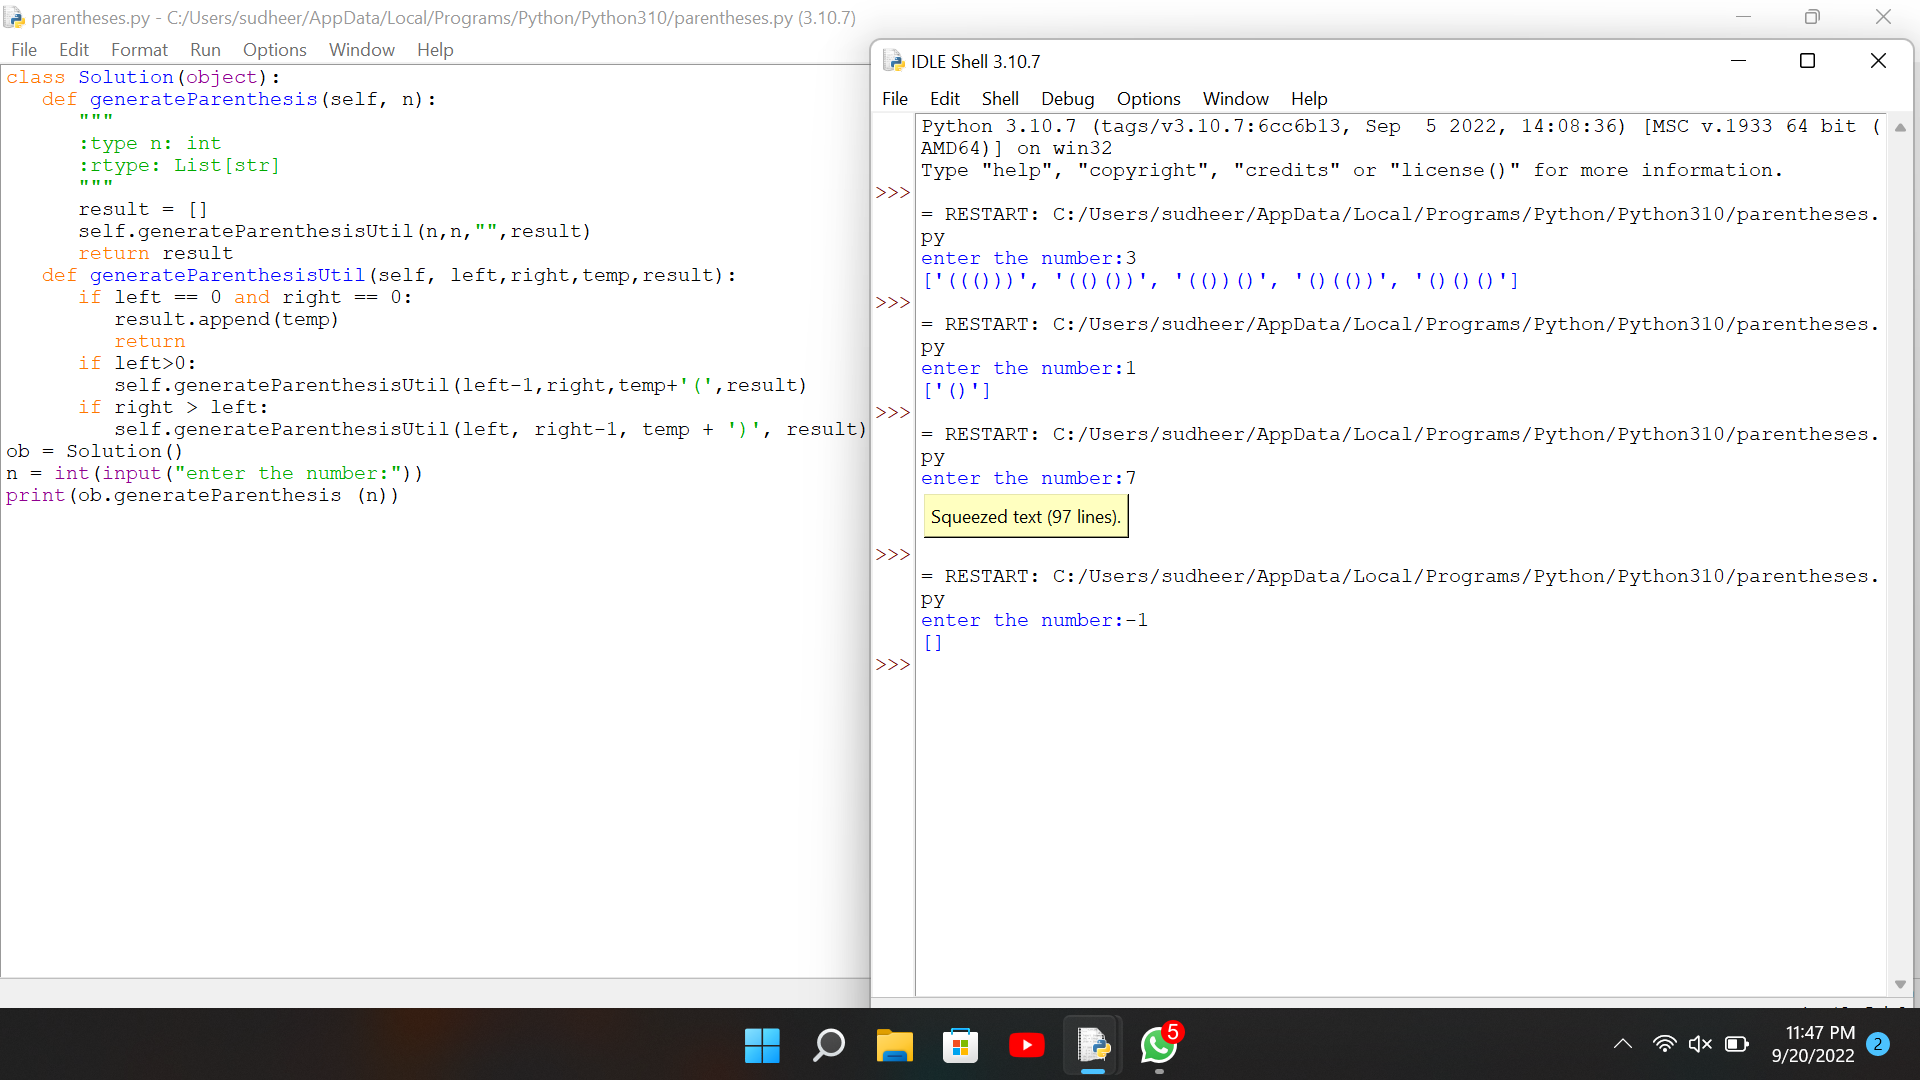 parentheses.py - C:/Users/sudheer/AppData/Local/Programs/Python/Python310/parentheses.py (3.10.7)
File Edit Format Run Options Window Help
class Solution(object):
   def generateParenthesis(self, n):
      """
      :type n: int
      :rtype: List[str]
      """
      result = []
      self.generateParenthesisUtil(n,n,"",result)
      return result
   def generateParenthesisUtil(self, left,right,temp,result):
      if left == 0 and right == 0:
         result.append(temp)
         return
      if left>0:
         self.generateParenthesisUtil(left-1,right,temp+'(',result)
      if right > left:
         self.generateParenthesisUtil(left, right-1, temp + ')', result)
ob = Solution()
n = int(input("enter the number:"))
print(ob.generateParenthesis (n))
IDLE Shell 3.10.7
File Edit Shell Debug Options Window Help
Python 3.10.7 (tags/v3.10.7:6cc6b13, Sep  5 2022, 14:08:36) [MSC v.1933 64 bit (
AMD64)] on win32
Type "help", "copyright", "credits" or "license()" for more information.
>>>
= RESTART: C:/Users/sudheer/AppData/Local/Programs/Python/Python310/parentheses.
py
enter the number:3
['((()))', '(()())', '(())()', '()(())', '()()()']
>>>
= RESTART: C:/Users/sudheer/AppData/Local/Programs/Python/Python310/parentheses.
py
enter the number:1
['()']
>>>
= RESTART: C:/Users/sudheer/AppData/Local/Programs/Python/Python310/parentheses.
py
enter the number:7
Squeezed text (97 lines).
>>>
= RESTART: C:/Users/sudheer/AppData/Local/Programs/Python/Python310/parentheses.
py
enter the number:-1
[]
>>>
5
11:47 PM
9/20/2022
2